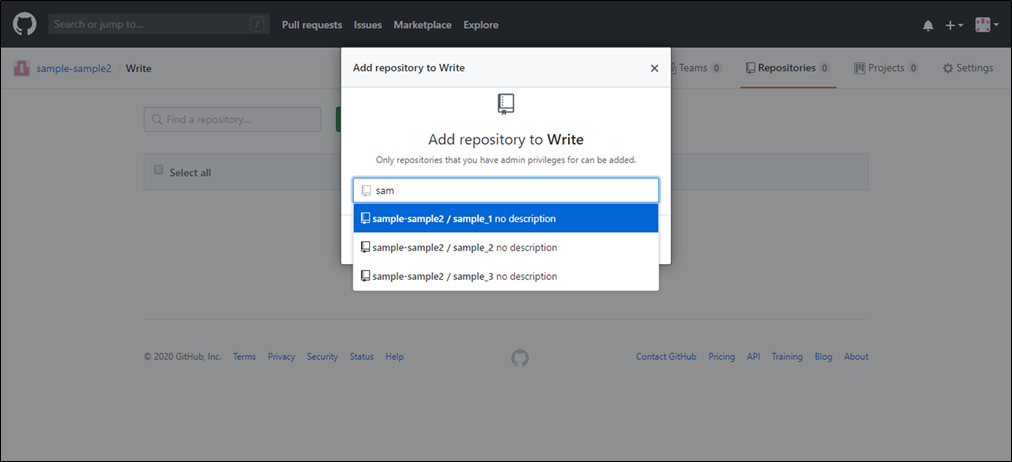 Search or jump to... / Pull requests Issues Marketplace Explore
sample-sample2 / Write
Teams 0 Repositories 0 Projects 0 Settings
Add repository to Write
Find a repository...
Select all
Add repository to Write
Only repositories that you have admin privileges for can be added.
sam
sample-sample2 / sample_1 no description
sample-sample2 / sample_2 no description
sample-sample2 / sample_3 no description
© 2020 GitHub, Inc. Terms Privacy Security Status Help
Contact GitHub Pricing API Training Blog About